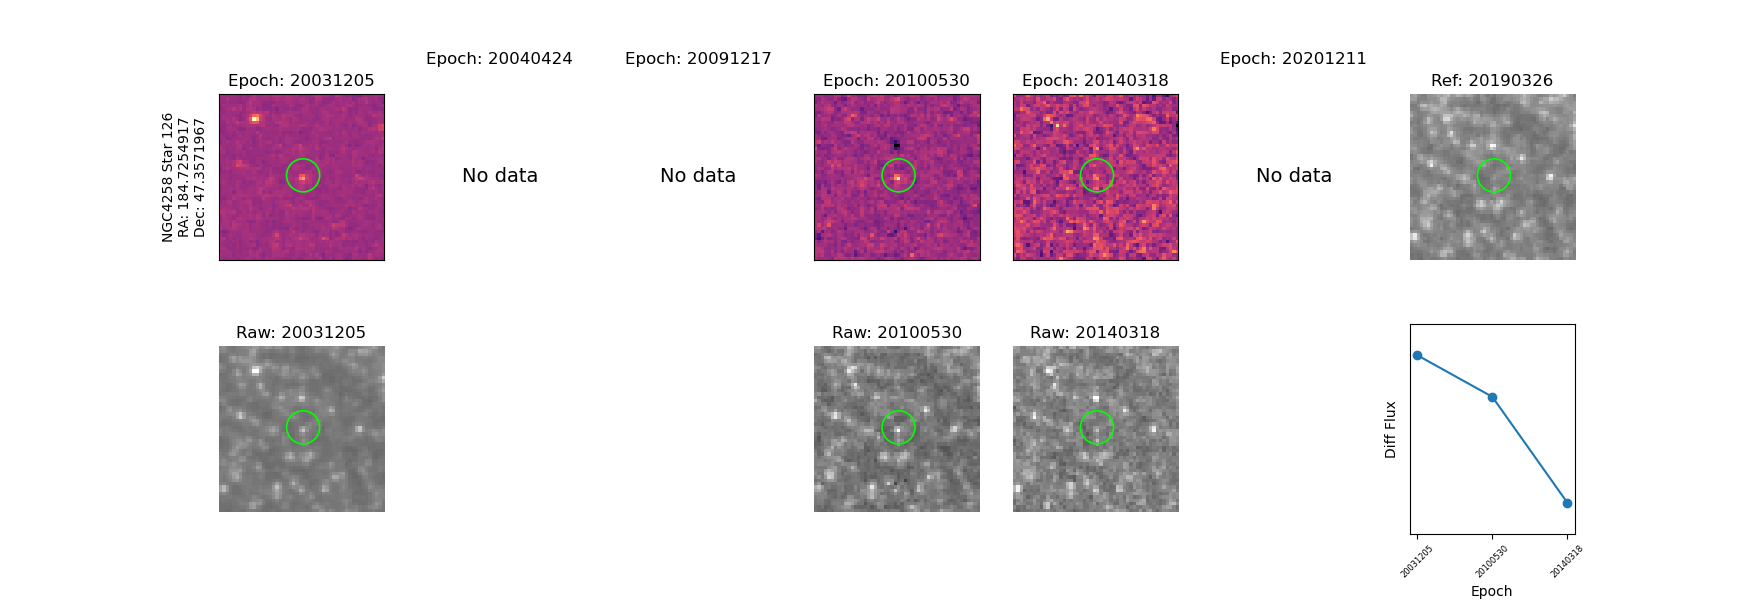 Epoch: 20040424
Epoch: 20091217
Epoch: 20201211
Epoch: 20031205
Epoch: 20100530
Epoch: 20140318
Ref: 20190326
NGC4258 Star 126
RA: 184.7254917
Dec: 47.3571967
No data
No data
No data
Raw: 20031205
Raw: 20100530
Raw: 20140318
Diff Flux
20031205
20100530
20140318
Epoch